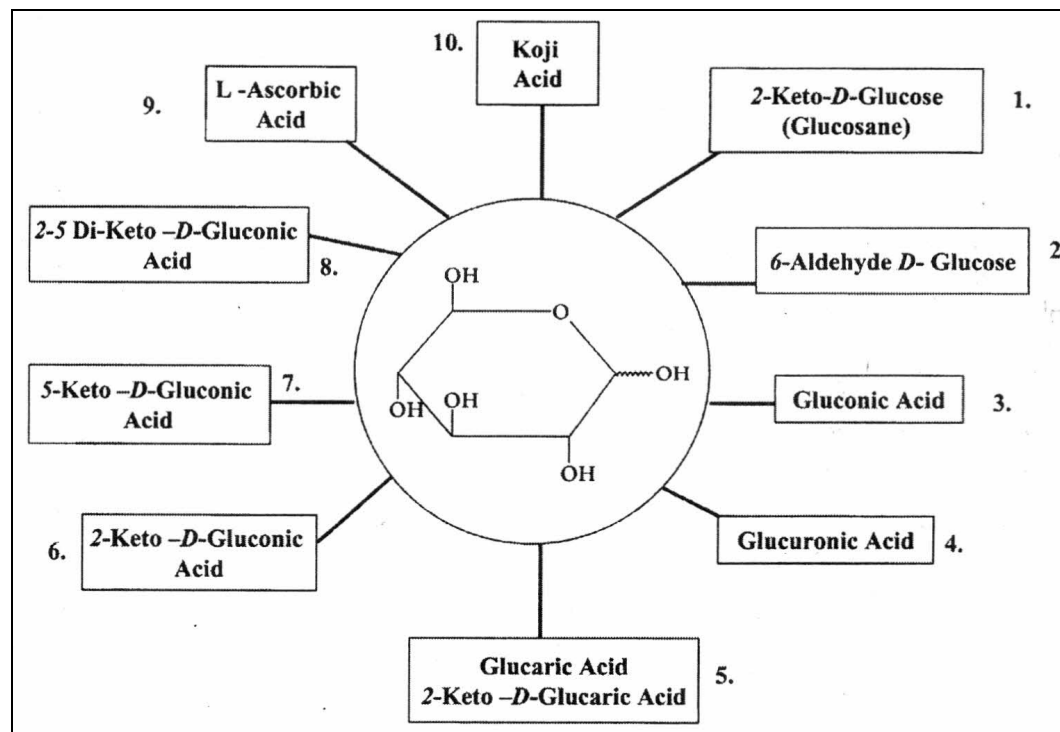 10.
Koji
Acid
9.
L -Ascorbic
Acid
2-Keto-D-Glucose
(Glucosane)
1.
2-5 Di-Keto –D-Gluconic
Acid
8.
6-Aldehyde D- Glucose
2
OH
O
OH
OH
OH
OH
5-Keto –D-Gluconic
Acid
7.
Gluconic Acid
3.
6.
2-Keto –D-Gluconic
Acid
Glucuronic Acid
4.
Glucaric Acid
2-Keto –D-Glucaric Acid
5.